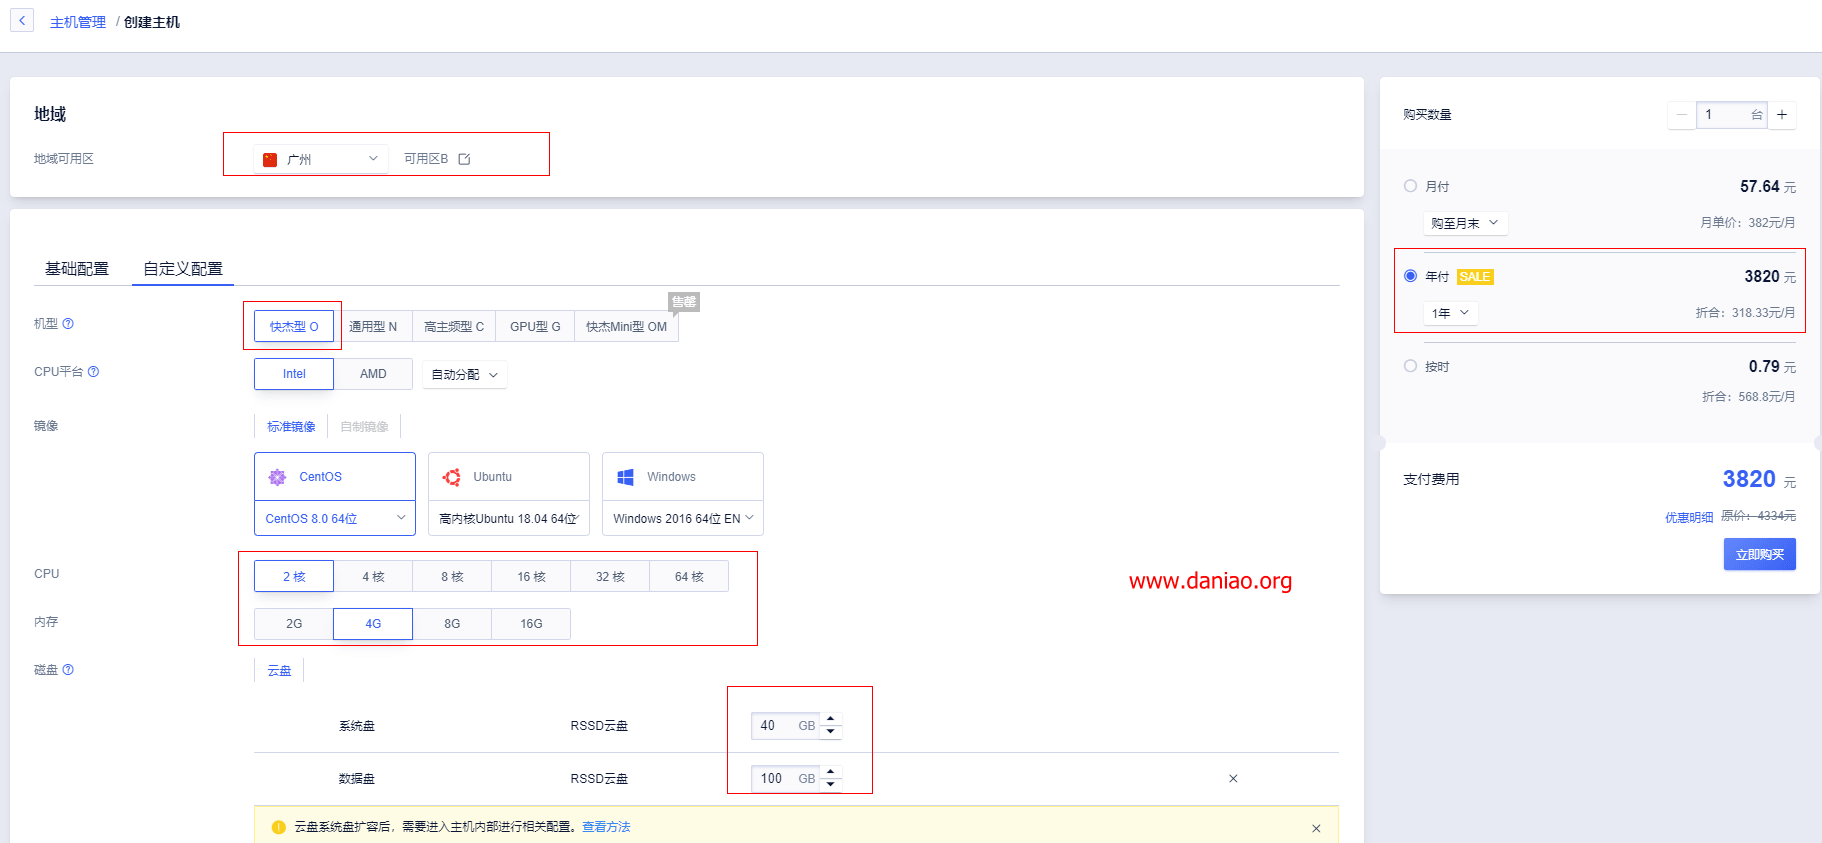 主机管理 / 创建主机
地域
地域可用区 广州 可用区B
基础配置 自定义配置
售罄
机型 快杰型 O 通用型 N 高主频型 C GPU型 G 快杰Mini型 OM
CPU平台 Intel AMD 自动分配
镜像 标准镜像 自制镜像
CentOS Ubuntu Windows
CentOS 8.0 64位 高内核Ubuntu 18.04 64位 Windows 2016 64位 EN
CPU 2 核 4 核 8 核 16 核 32 核 64 核
内存 2G 4G 8G 16G
磁盘 云盘
系统盘 RSSD云盘 40 GB
数据盘 RSSD云盘 100 GB
云盘系统盘扩容后，需要进入主机内部进行相关配置。查看方法
www.daniao.org
购买数量 1 台
月付 57.64 元
购至月末 月单价：382元/月
年付 SALE 3820 元
1年 折合：318.33元/月
按时 0.79 元
折合：568.8元/月
支付费用 3820 元
优惠明细 原价：4334元
立即购买